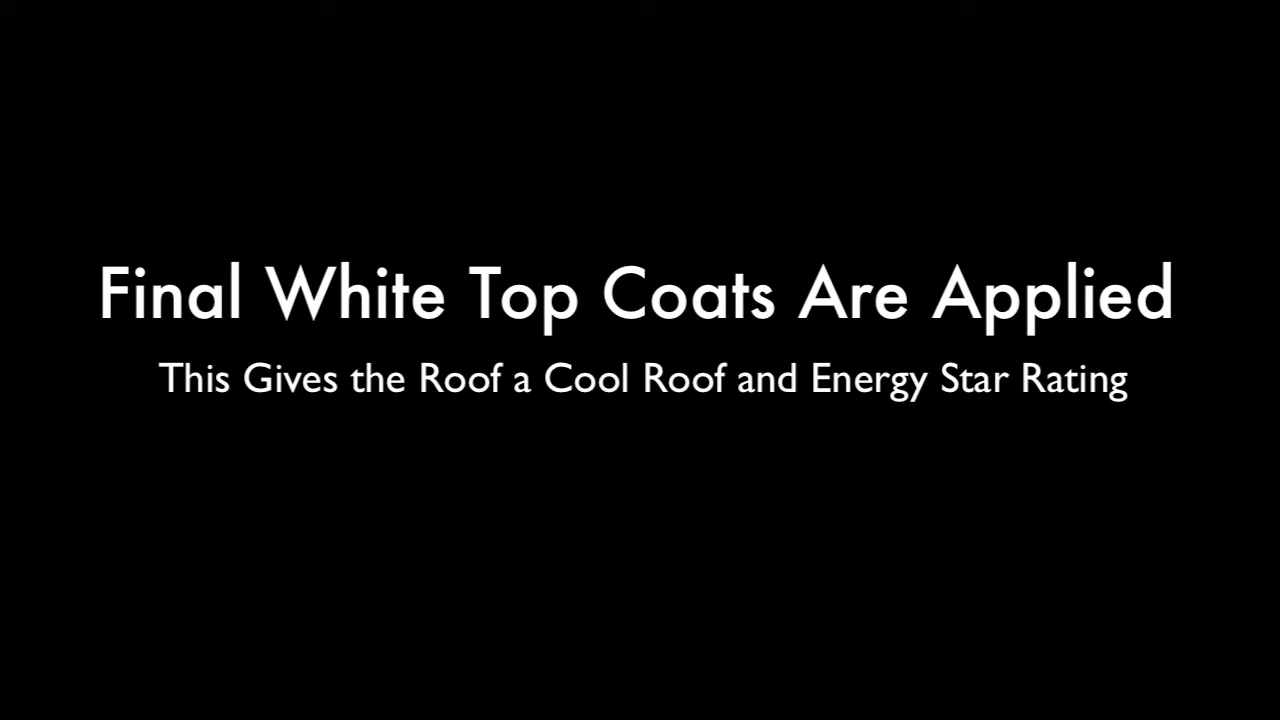 Final White Top Coats Are Applied
This Gives the Roof a Cool Roof and Energy Star Rating